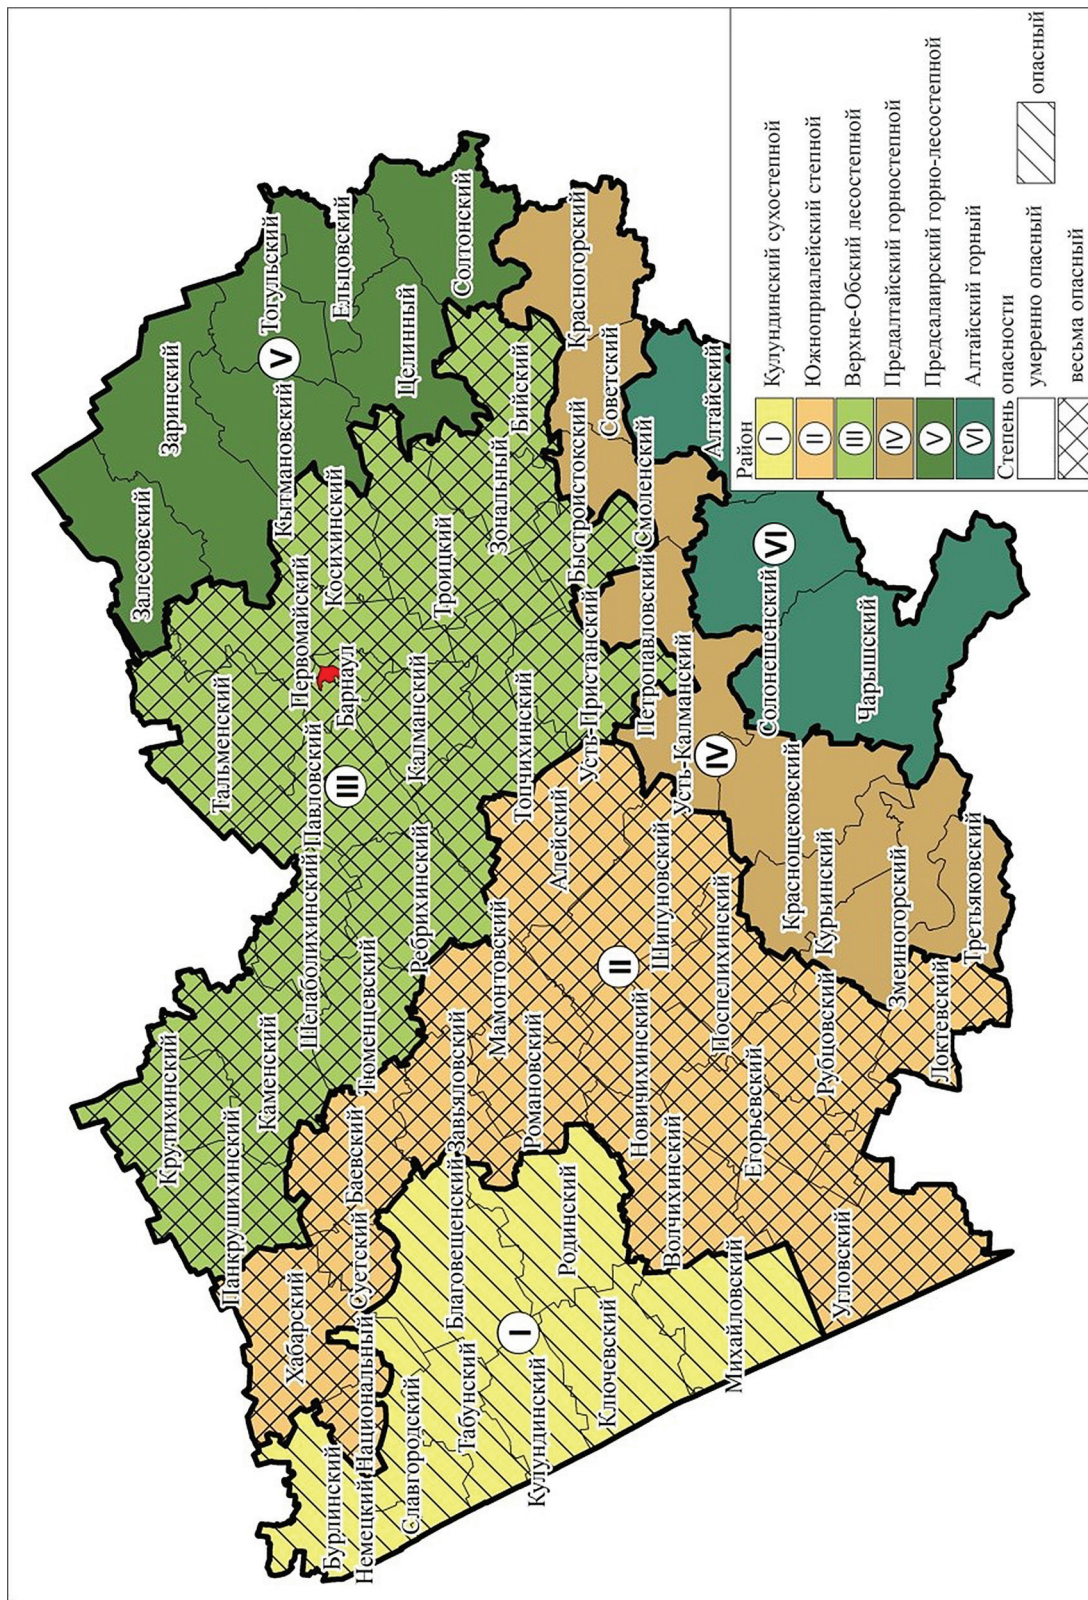 Залесовский
Заринский
Тогульский
V
Кытмановский
Ельцовский
Целинный
Солтонский
Тальменский
Первомайский
Барнаул
Косихинский
Павловский
III
Калманский
Троицкий
Зональный
Бийский
Крутихинский
Панкрушихинский
Каменский
Шелаболихинский
Тюменцевский
Ребрихинский
Топчихинский
Усть-Пристанский
Быстроистокский
Красногорский
Советский
Смоленский
Петропавловский
Усть-Калманский
IV
Алтайский
Солонешенский
VI
Чарышский
Краснощековский
Курьинский
Змеиногорский
Третьяковский
Хабарский
Суетский
Баевский
Завьяловский
Мамонтовский
Романовский
Алейский
II
Шипуновский
Новичихинский
Поспелихинский
Волчихинский
Егорьевский
Рубцовский
Локтевский
Угловский
Бурлинский
Немецкий Национальный
Славгородский
Табунский
Благовещенский
I
Кулундинский
Родинский
Ключевский
Михайловский
Район
I Кулундинский сухостепной
II Южноприалейский степной
III Верхне-Обский лесостепной
IV Предалтайский горностепной
V Предсалаирский горно-лесостепной
VI Алтайский горный
Степень опасности
умеренно опасный
опасный
весьма опасный